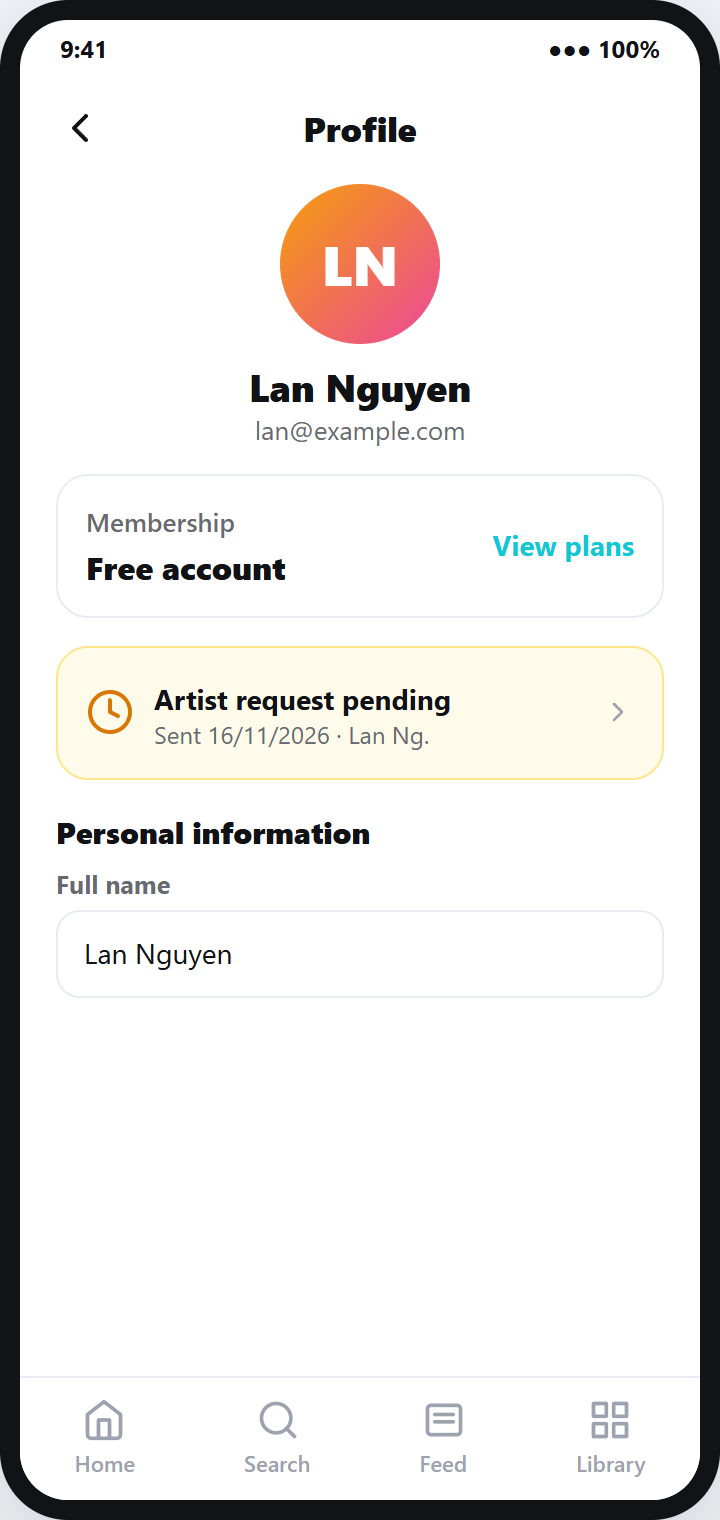 9:41
●●● 100%
Profile
LN
Lan Nguyen
lan@example.com
Membership
Free account
View plans
Artist request pending
Sent 16/11/2026 · Lan Ng.
Personal information
Full name
Lan Nguyen
Home
Search
Feed
Library